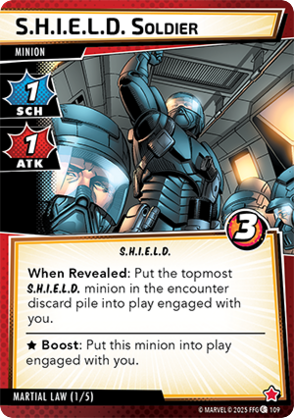 S.H.I.E.L.D. SOLDIER
MINION
1
SCH
1
ATK
3
S.H.I.E.L.D.
When Revealed: Put the topmost
S.H.I.E.L.D. minion in the encounter
discard pile into play engaged with
you.
★ Boost: Put this minion into play
engaged with you.
MARTIAL LAW (1/5)
© MARVEL © 2025 FFG 109